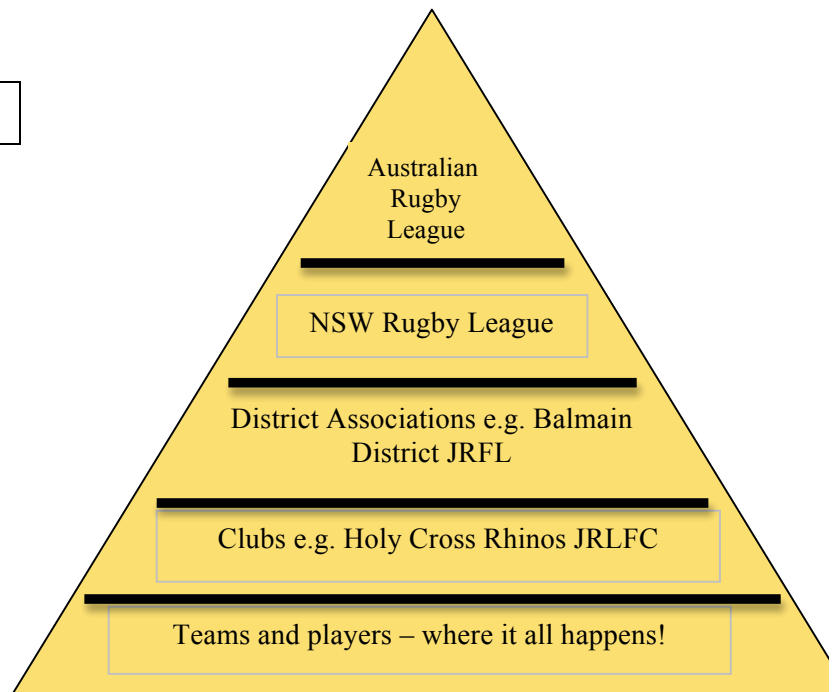 Australian
Rugby
League
NSW Rugby League
District Associations e.g. Balmain
District JRFL
Clubs e.g. Holy Cross Rhinos JRLFC
Teams and players – where it all happens!